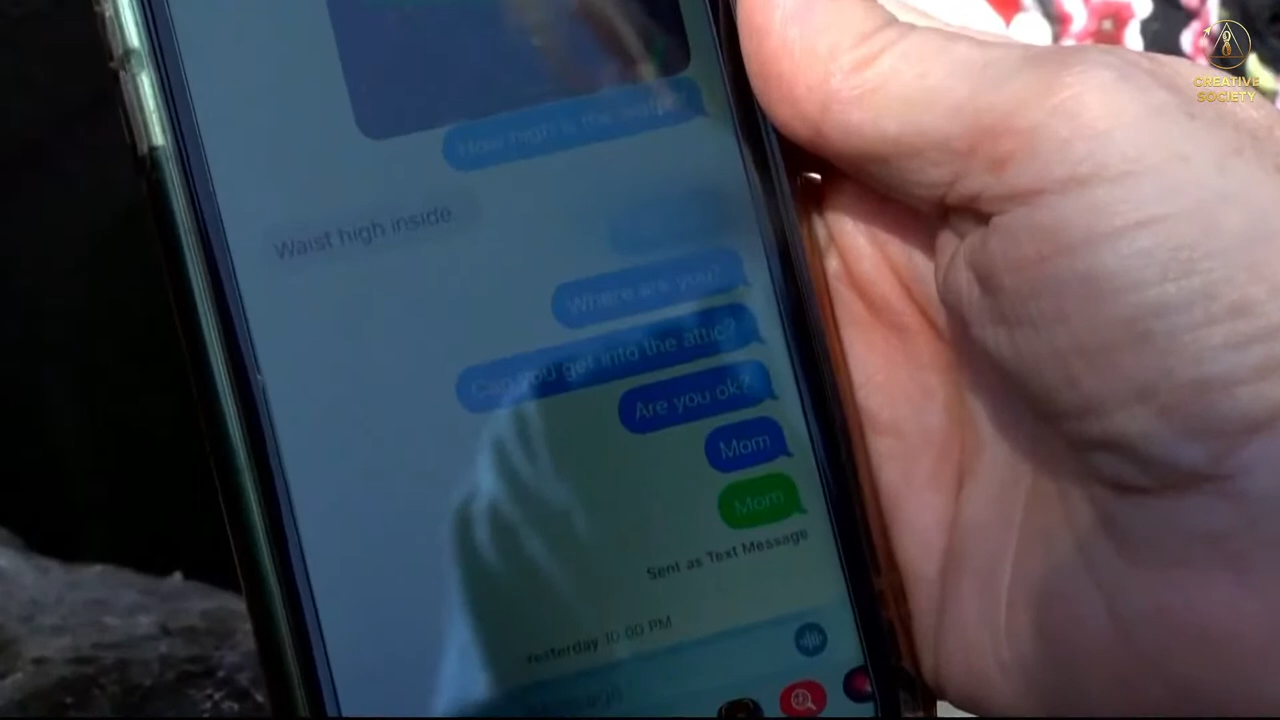 CREATIVE
SOCIETY
How high is the water?
Waist high inside
Where are you?
Can you get into the attic?
Are you ok?
Mom
Mom
Sent as Text Message
Yesterday 10:00 PM